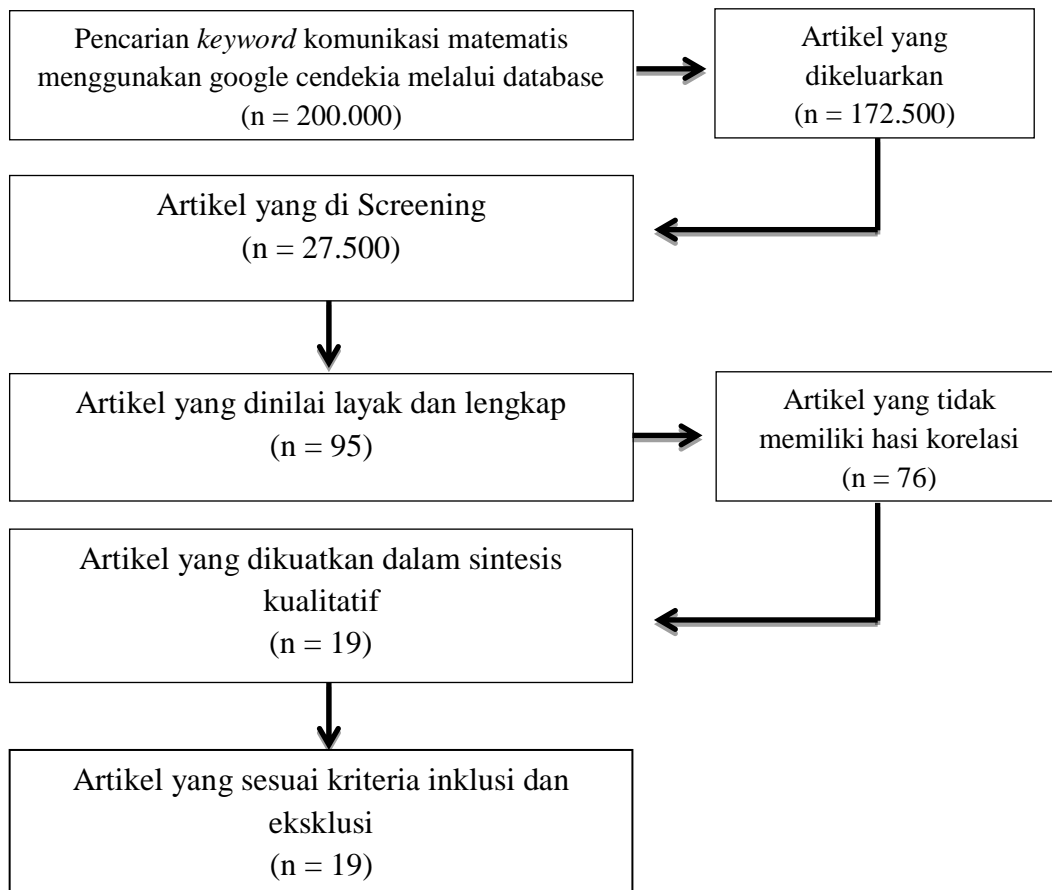 Pencarian keyword komunikasi matematis
menggunakan google cendekia melalui database
(n = 200.000)
Artikel yang
dikeluarkan
(n = 172.500)
Artikel yang di Screening
(n = 27.500)
Artikel yang dinilai layak dan lengkap
(n = 95)
Artikel yang tidak
memiliki hasi korelasi
(n = 76)
Artikel yang dikuatkan dalam sintesis
kualitatif
(n = 19)
Artikel yang sesuai kriteria inklusi dan
eksklusi
(n = 19)